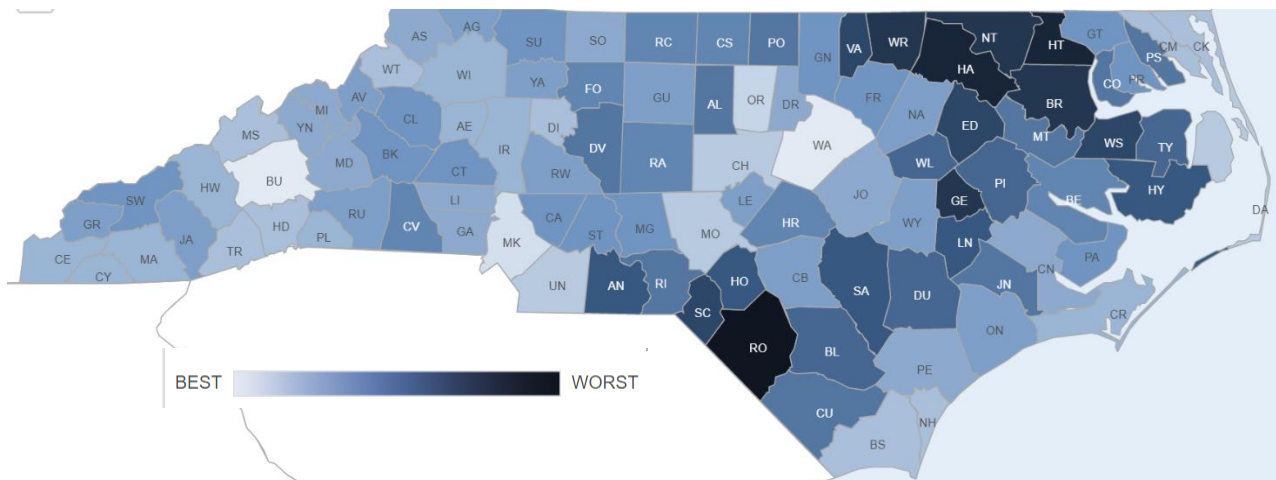 AS AG SU SO RC CS PO GN VA WR NT HT GT CM CK
WT WI YA FO GU AL OR DR FR HA CO PR PS
MS YN MI AV CL AE DI DV RA CH WA NA ED BR MT WS TY
BU MD BK CT IR RW LE JO WL PI BE HY
HW LI
SW GR JA HD RU CV GA CA ST MG MO HR WY GE LN CN PA DA
CE CY MA TR PL MK UN AN RI HO CB SA DU JN CR
SC RO BL ON
PE
CU BS NH
BEST WORST